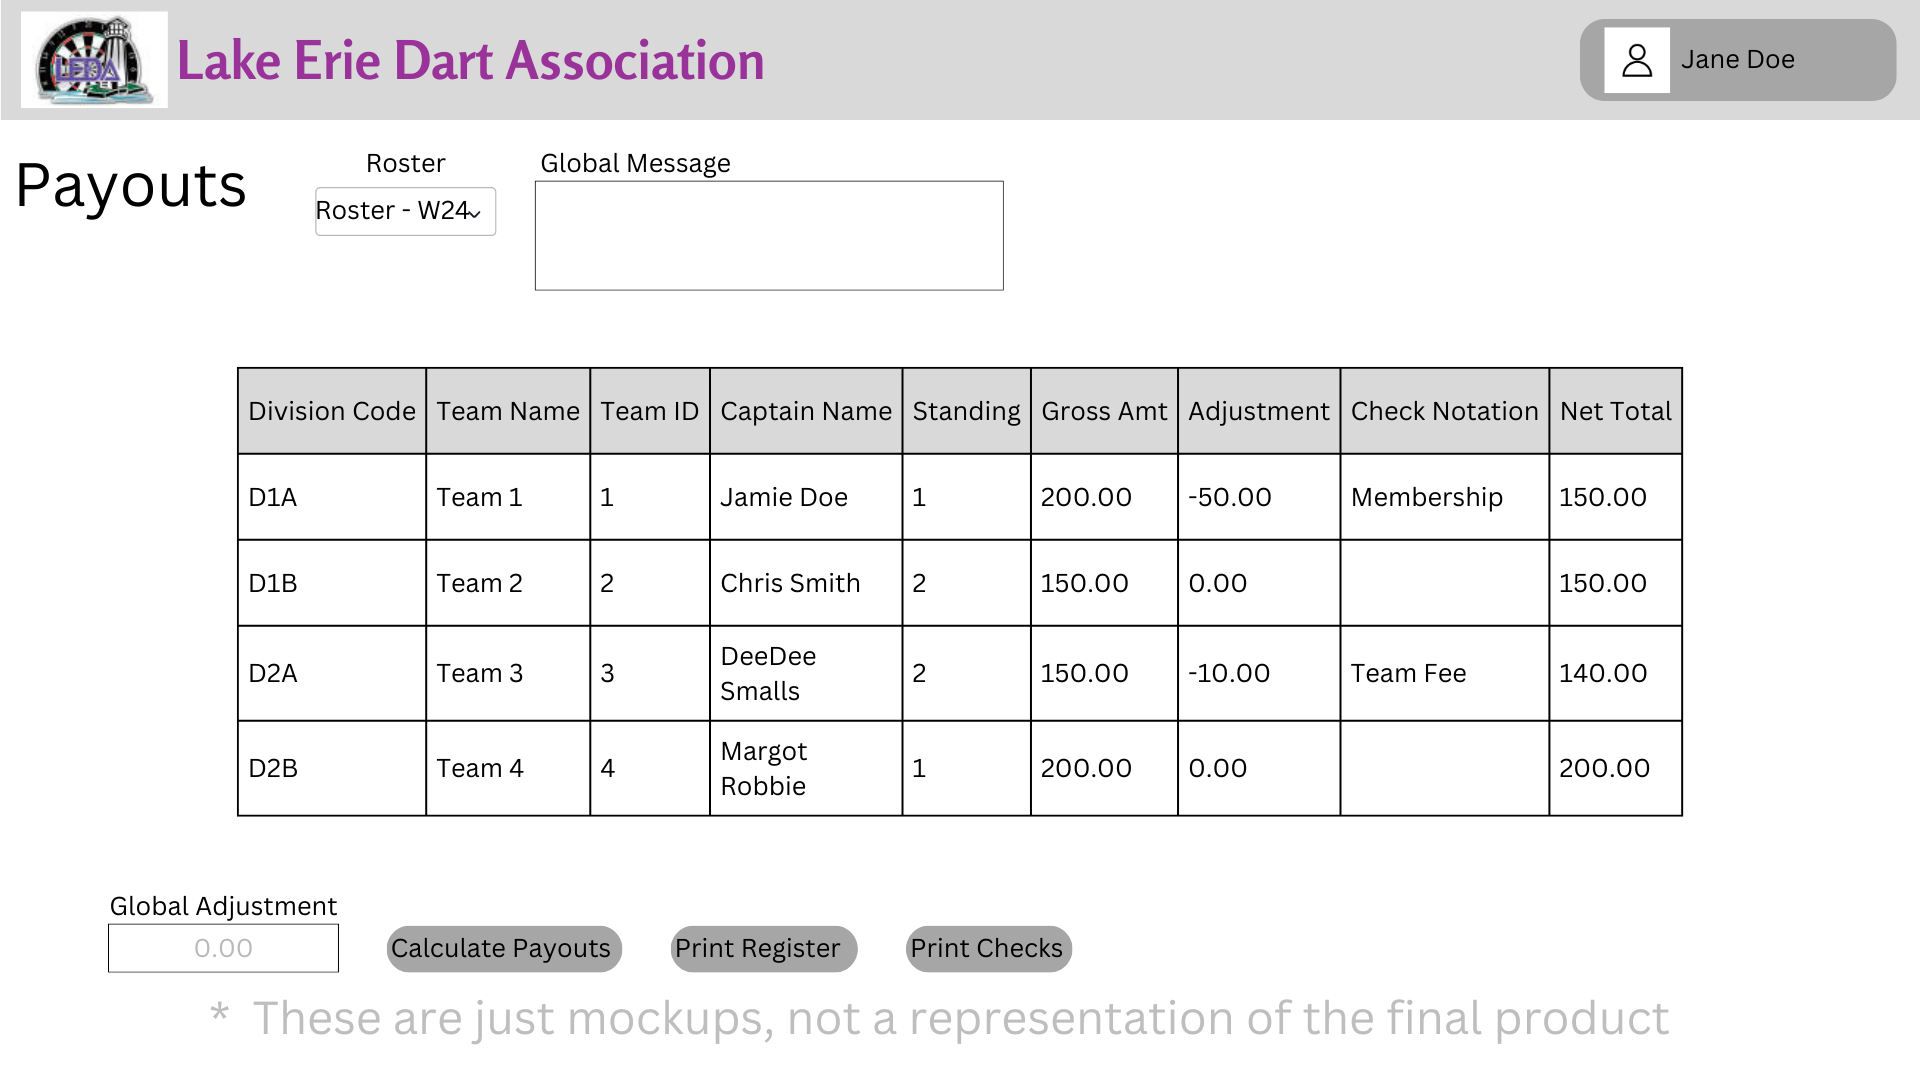 LEDA
Lake Erie Dart Association
Jane Doe
Payouts
Roster
Roster - W24
Global Message
Division Code Team Name Team ID Captain Name Standing Gross Amt Adjustment Check Notation Net Total
D1A Team 1 1 Jamie Doe 1 200.00 -50.00 Membership 150.00
D1B Team 2 2 Chris Smith 2 150.00 0.00 150.00
D2A Team 3 3 DeeDee Smalls 2 150.00 -10.00 Team Fee 140.00
D2B Team 4 4 Margot Robbie 1 200.00 0.00 200.00
Global Adjustment
0.00
Calculate Payouts
Print Register
Print Checks
* These are just mockups, not a representation of the final product